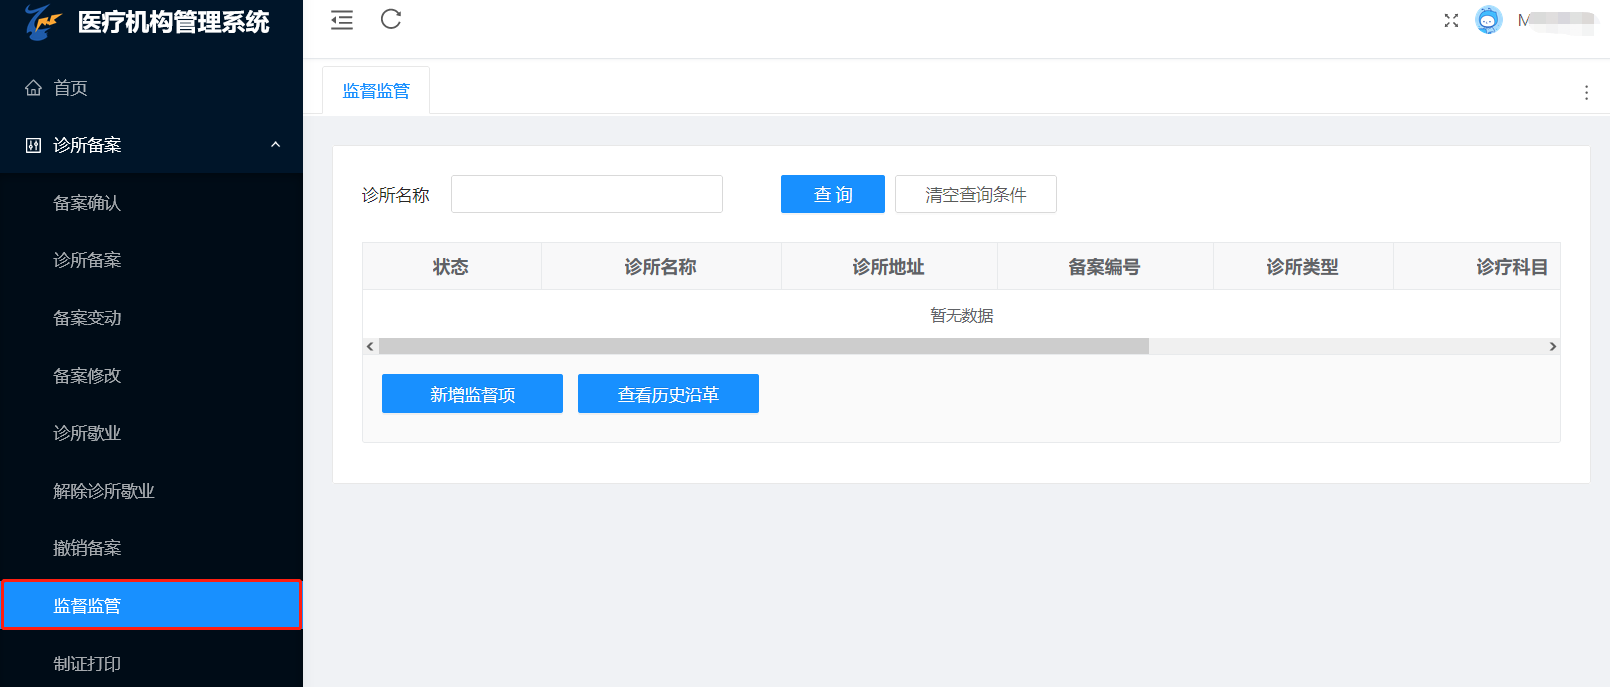 医疗机构管理系统
首页
诊所备案
备案确认
诊所备案
备案变动
备案修改
诊所歇业
解除诊所歇业
撤销备案
监督监管
制证打印
M
监督监管
诊所名称
查 询
清空查询条件
状态 诊所名称 诊所地址 备案编号 诊所类型 诊疗科目
暂无数据
新增监督项 查看历史沿革